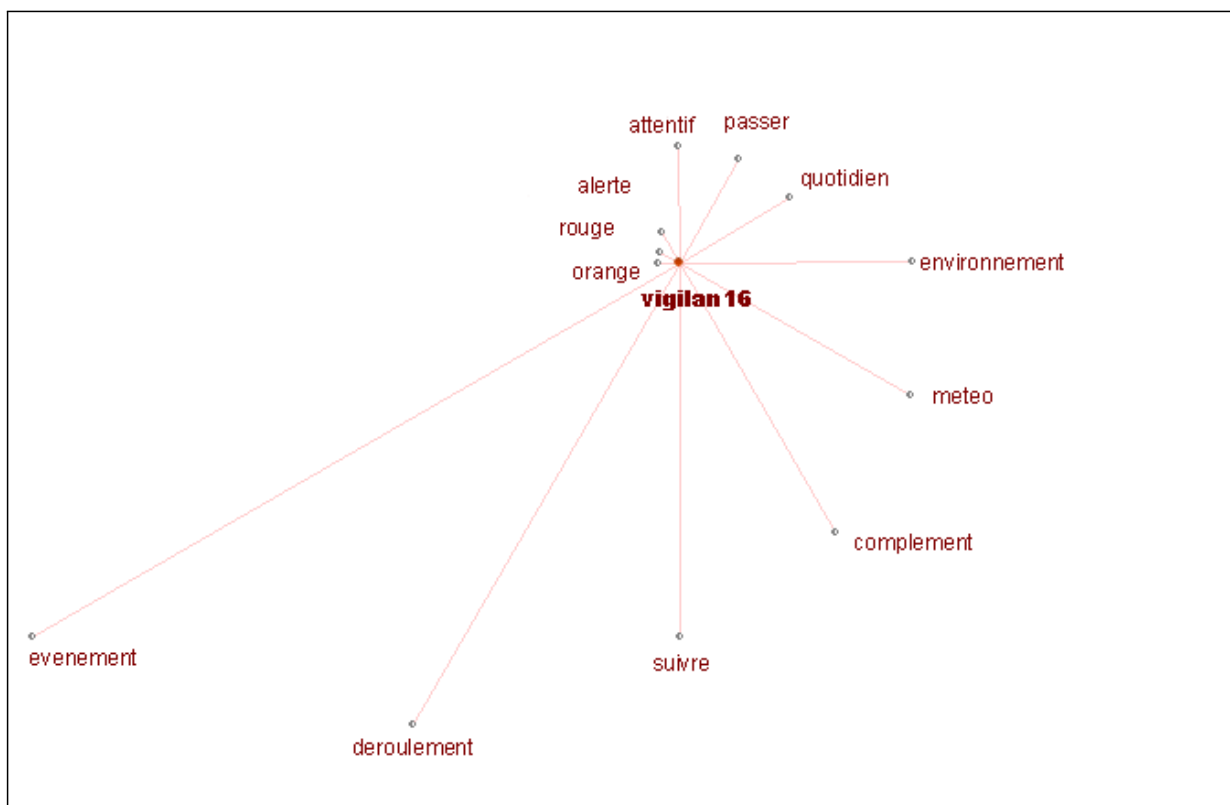 passer
attentif
quotidien
alerte
rouge
environnement
orange
vigilan 16
meteo
complement
evenement
suivre
deroulement